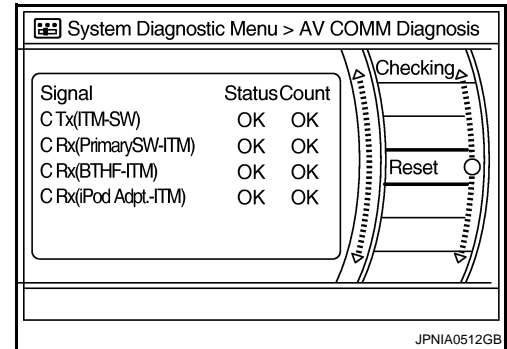 System Diagnostic Menu > AV COMM Diagnosis
Checking
Signal Status Count
C Tx(ITM-SW) OK OK
C Rx(PrimarySW-ITM) OK OK
C Rx(BTHF-ITM) OK OK
C Rx(iPod Adpt.-ITM) OK OK
Reset
JPNIA0512GB